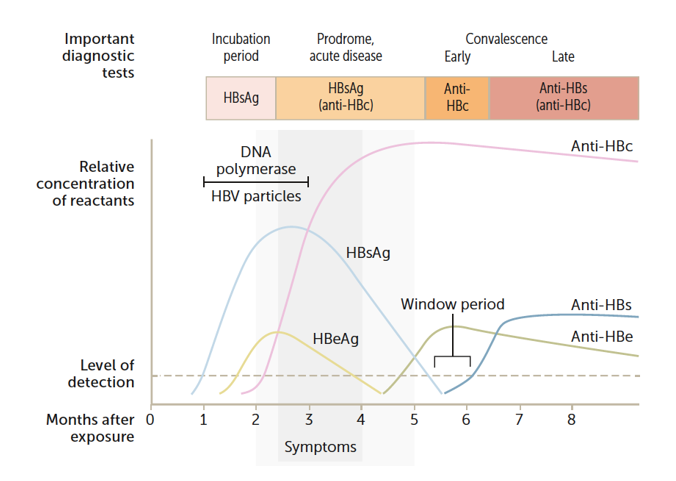 Important
diagnostic
tests
Incubation
period
Prodrome,
acute disease
Convalescence
Early
Late
HBsAg
HBsAg
(anti-HBc)
Anti-
HBc
Anti-HBs
(anti-HBc)
Relative
concentration
of reactants
DNA
polymerase
HBV particles
Anti-HBc
HBsAg
Window period
Anti-HBs
HBeAg
Anti-HBe
Level of
detection
Months after
exposure
0 1 2 3 4 5 6 7 8
Symptoms